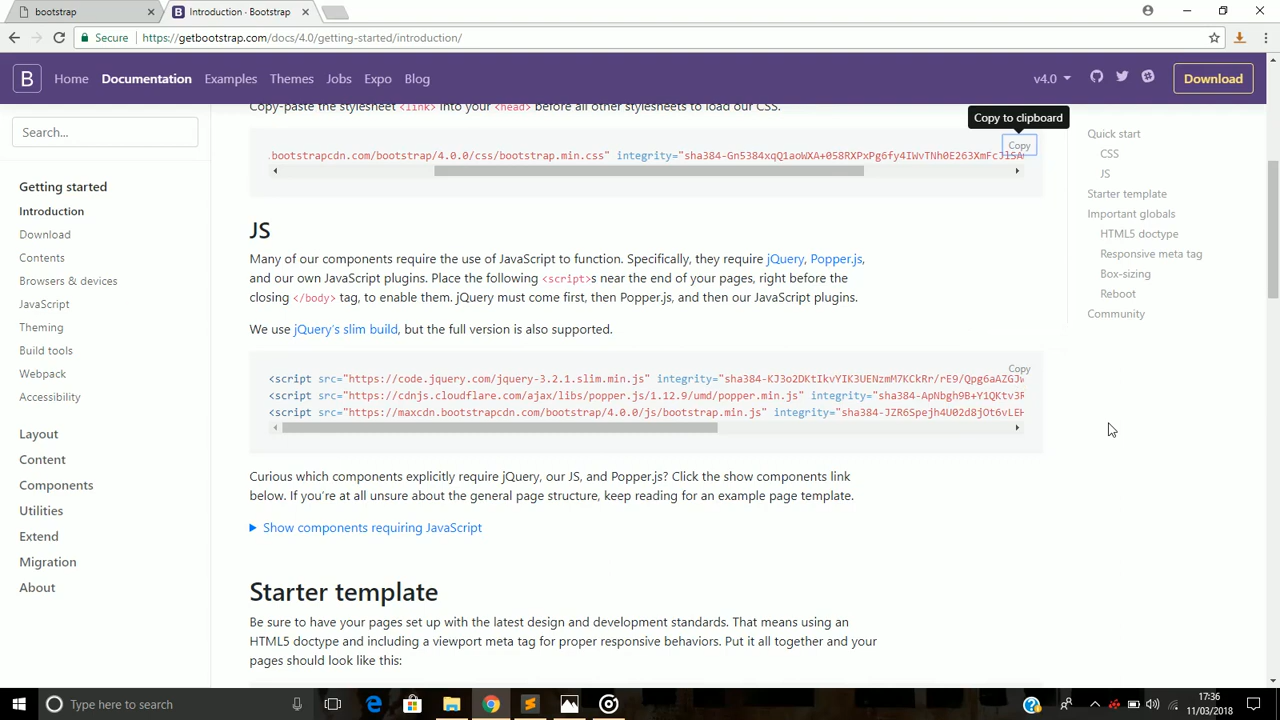 bootstrap
Introduction - Bootstrap
Secure
https://getbootstrap.com/docs/4.0/getting-started/introduction/
B
Home
Documentation
Examples
Themes
Jobs
Expo
Blog
v4.0
Download
Search...
Getting started
Introduction
Download
Contents
Browsers & devices
JavaScript
Theming
Build tools
Webpack
Accessibility
Layout
Content
Components
Utilities
Extend
Migration
About
Copy-paste the stylesheet <link> into your <head> before all other stylesheets to load our CSS.
Copy to clipboard
Copy
.bootstrapcdn.com/bootstrap/4.0.0/css/bootstrap.min.css" integrity="sha384-Gn5384xqQ1aoWXA+058RXPxPg6fy4IWvTNh0E263XmFcJlSA
JS
Many of our components require the use of JavaScript to function. Specifically, they require jQuery, Popper.js,
and our own JavaScript plugins. Place the following <script>s near the end of your pages, right before the
closing </body> tag, to enable them. jQuery must come first, then Popper.js, and then our JavaScript plugins.
We use jQuery's slim build, but the full version is also supported.
Copy
<script src="https://code.jquery.com/jquery-3.2.1.slim.min.js" integrity="sha384-KJ3o2DKtIkvYIK3UENzmM7KCkRr/rE9/Qpg6aAZGJw
<script src="https://cdnjs.cloudflare.com/ajax/libs/popper.js/1.12.9/umd/popper.min.js" integrity="sha384-ApNbgh9B+Y1QKtv3R
<script src="https://maxcdn.bootstrapcdn.com/bootstrap/4.0.0/js/bootstrap.min.js" integrity="sha384-JZR6Spejh4U02d8jOt6vLEH
Curious which components explicitly require jQuery, our JS, and Popper.js? Click the show components link
below. If you're at all unsure about the general page structure, keep reading for an example page template.
Show components requiring JavaScript
Starter template
Be sure to have your pages set up with the latest design and development standards. That means using an
HTML5 doctype and including a viewport meta tag for proper responsive behaviors. Put it all together and your
pages should look like this:
Quick start
CSS
JS
Starter template
Important globals
HTML5 doctype
Responsive meta tag
Box-sizing
Reboot
Community
Type here to search
17:36
11/03/2018